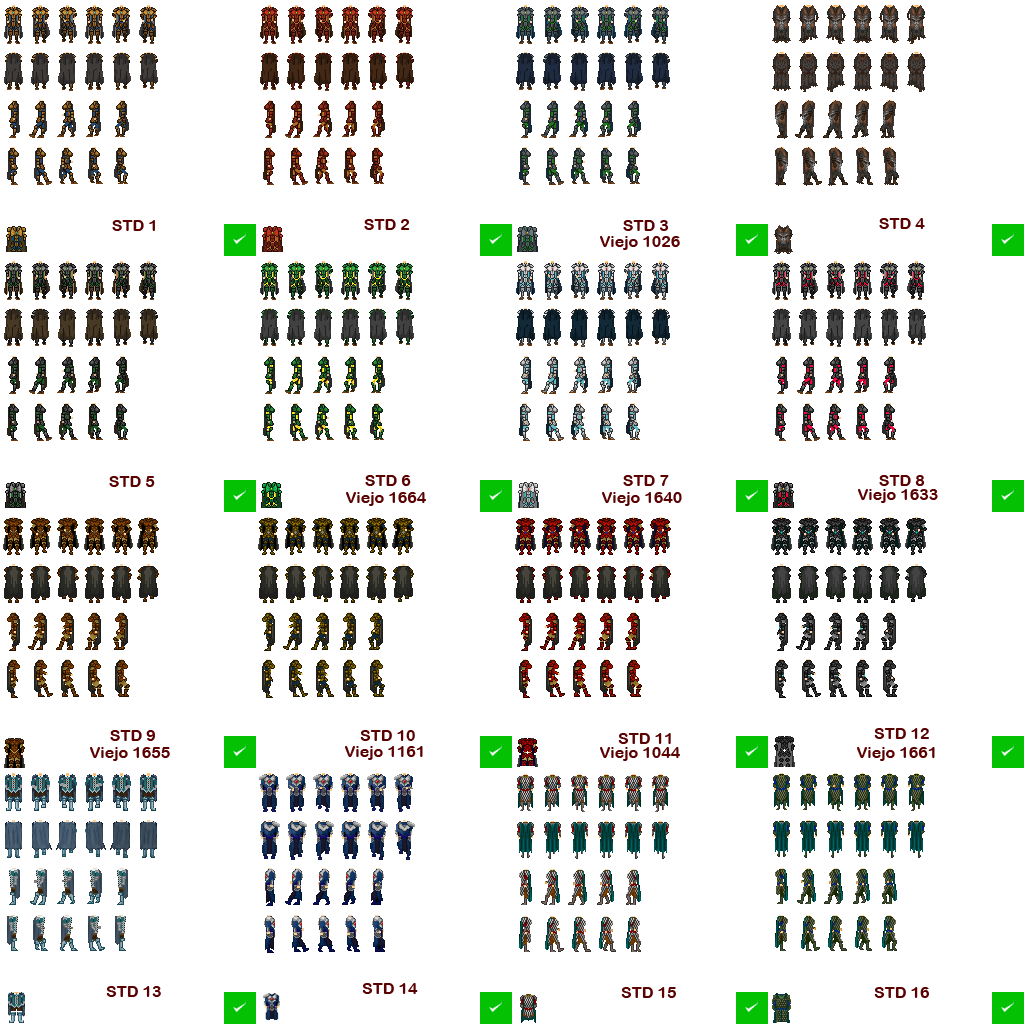 STD 1
STD 2
STD 3
Viejo 1026
STD 4
STD 5
STD 6
Viejo 1664
STD 7
Viejo 1640
STD 8
Viejo 1633
STD 9
Viejo 1655
STD 10
Viejo 1161
STD 11
Viejo 1044
STD 12
Viejo 1661
STD 13
STD 14
STD 15
STD 16